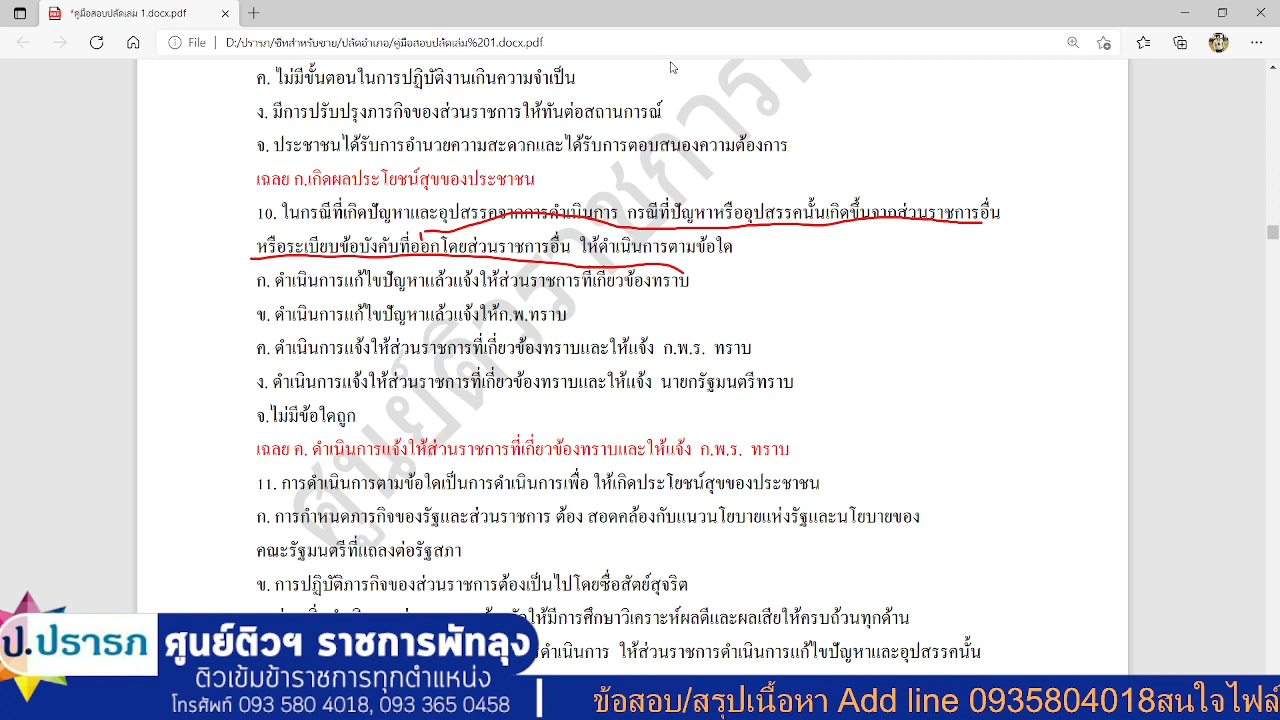 *คู่มือสอบปลัดเล่ม 1.docx.pdf
File | D:/ปรารภ/ชีทสำหรับขาย/ปลัดอำเภอ/คู่มือสอบปลัดเล่ม%201.docx.pdf
ค. ไม่มีขั้นตอนในการปฏิบัติงานเกินความจำเป็น
ง. มีการปรับปรุงภารกิจของส่วนราชการให้ทันต่อสถานการณ์
จ. ประชาชนได้รับการอำนวยความสะดวกและได้รับการตอบสนองความต้องการ
เฉลย ก.เกิดผลประโยชน์สุขของประชาชน
10. ในกรณีที่เกิดปัญหาและอุปสรรคจากการดำเนินการ กรณีที่ปัญหาหรืออุปสรรคนั้นเกิดขึ้นจากส่วนราชการอื่น
หรือระเบียบข้อบังคับที่ออกโดยส่วนราชการอื่น ให้ดำเนินการตามข้อใด
ก. ดำเนินการแก้ไขปัญหาแล้วแจ้งให้ส่วนราชการที่เกี่ยวข้องทราบ
ข. ดำเนินการแก้ไขปัญหาแล้วแจ้งให้ก.พ.ทราบ
ค. ดำเนินการแจ้งให้ส่วนราชการที่เกี่ยวข้องทราบและให้แจ้ง ก.พ.ร. ทราบ
ง. ดำเนินการแจ้งให้ส่วนราชการที่เกี่ยวข้องทราบและให้แจ้ง นายกรัฐมนตรีทราบ
จ.ไม่มีข้อใดถูก
เฉลย ค. ดำเนินการแจ้งให้ส่วนราชการที่เกี่ยวข้องทราบและให้แจ้ง ก.พ.ร. ทราบ
11. การดำเนินการตามข้อใดเป็นการดำเนินการเพื่อ ให้เกิดประโยชน์สุขของประชาชน
ก. การกำหนดภารกิจของรัฐและส่วนราชการ ต้อง สอดคล้องกับแนวนโยบายแห่งรัฐและนโยบายของ
คณะรัฐมนตรีที่แถลงต่อรัฐสภา
ข. การปฏิบัติภารกิจของส่วนราชการต้องเป็นไปโดยซื่อสัตย์สุจริต
ให้มีการศึกษาวิเคราะห์ผลดีและผลเสียให้ครบถ้วนทุกด้าน
ดำเนินการ ให้ส่วนราชการดำเนินการแก้ไขปัญหาและอุปสรรคนั้น
ศูนย์ติวราชการ
ป.ปรารภ
ศูนย์ติวฯ ราชการพัทลุง
ติวเข้มข้าราชการทุกตำแหน่ง
โทรศัพท์ 093 580 4018, 093 365 0458
ข้อสอบ/สรุปเนื้อหา Add line 0935804018สนใจไฟล์